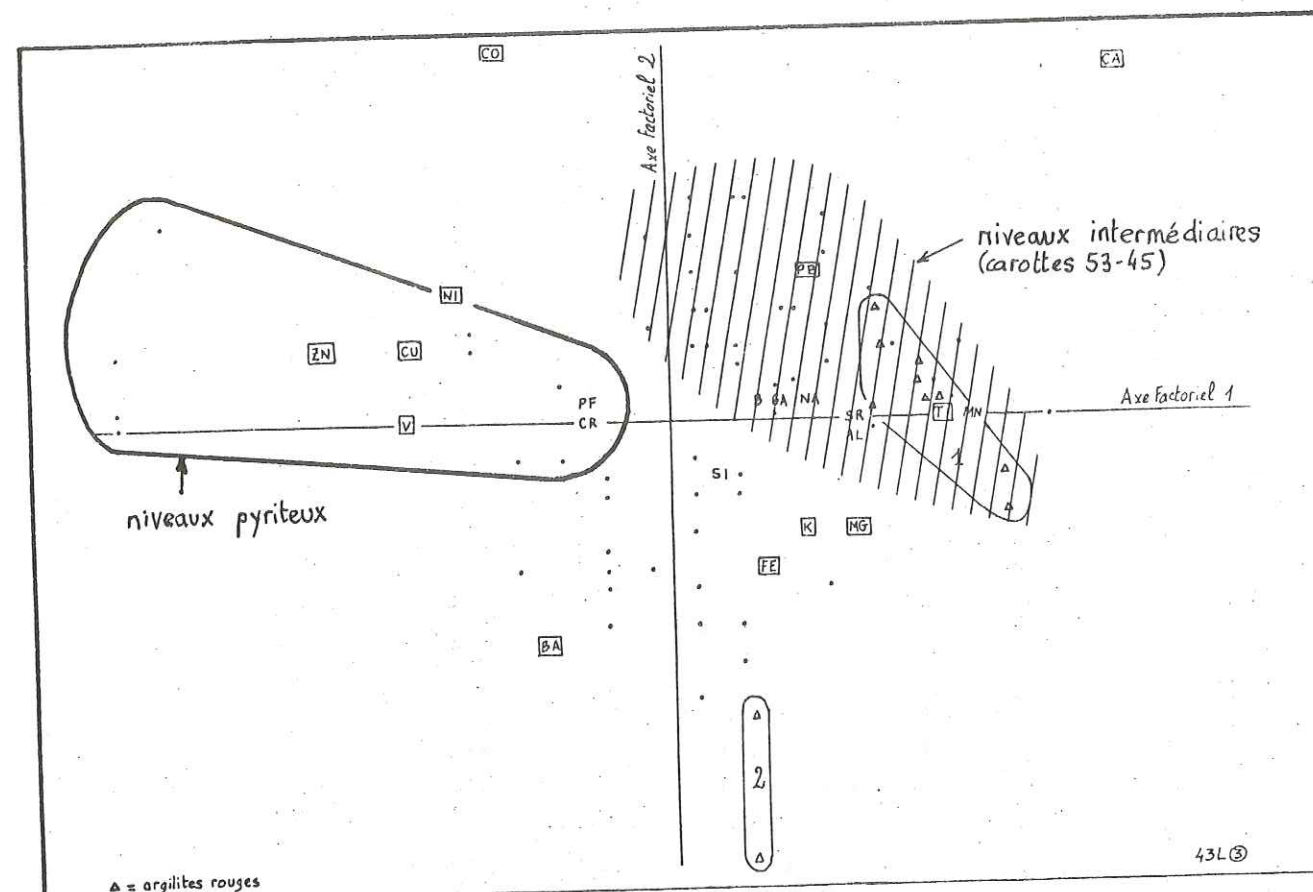 CO
CA
Axe Factoriel 2
niveaux intermédiaires
(carottes 53-45)
PB
NI
ZN
CU
Axe Factoriel 1
PF
B GA NA
SR
TI
MN
V
CR
AL
1
SI
niveaux pyriteux
K
MG
FE
BA
2
43L③
Δ = argilites rouges